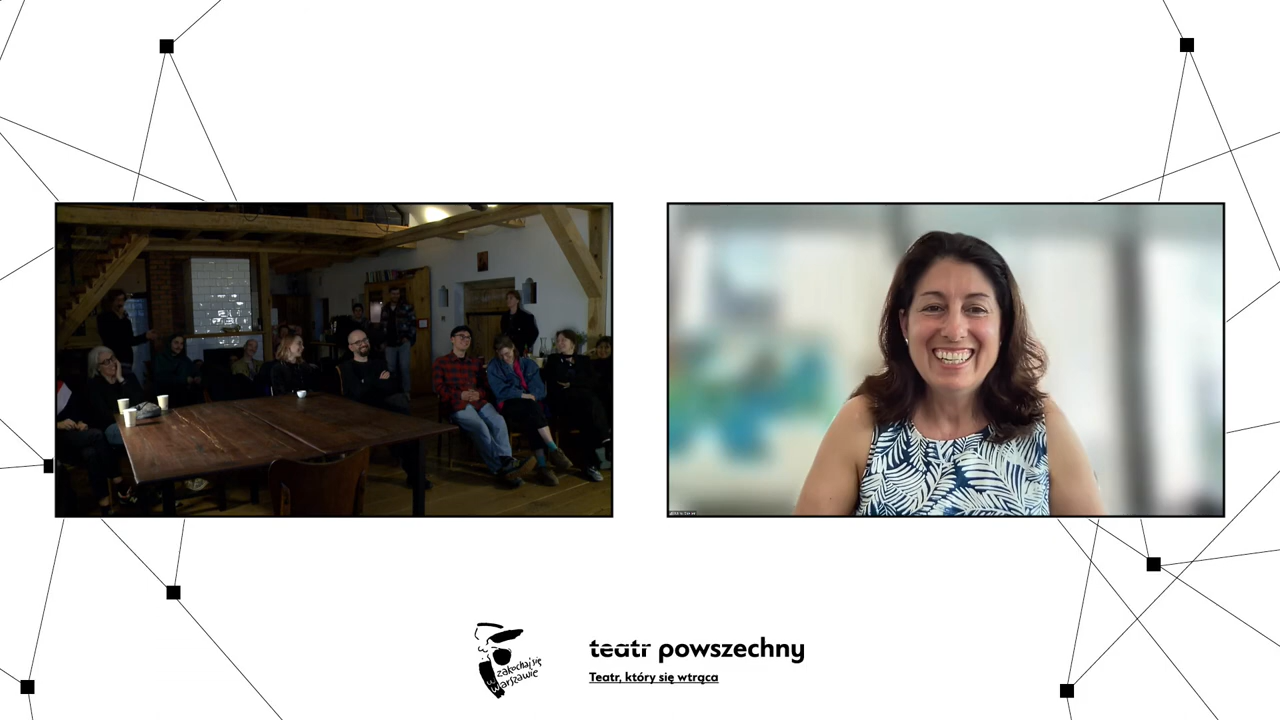 zakochaj się
w warszawie
teatr powszechny
Teatr, który się wtrąca